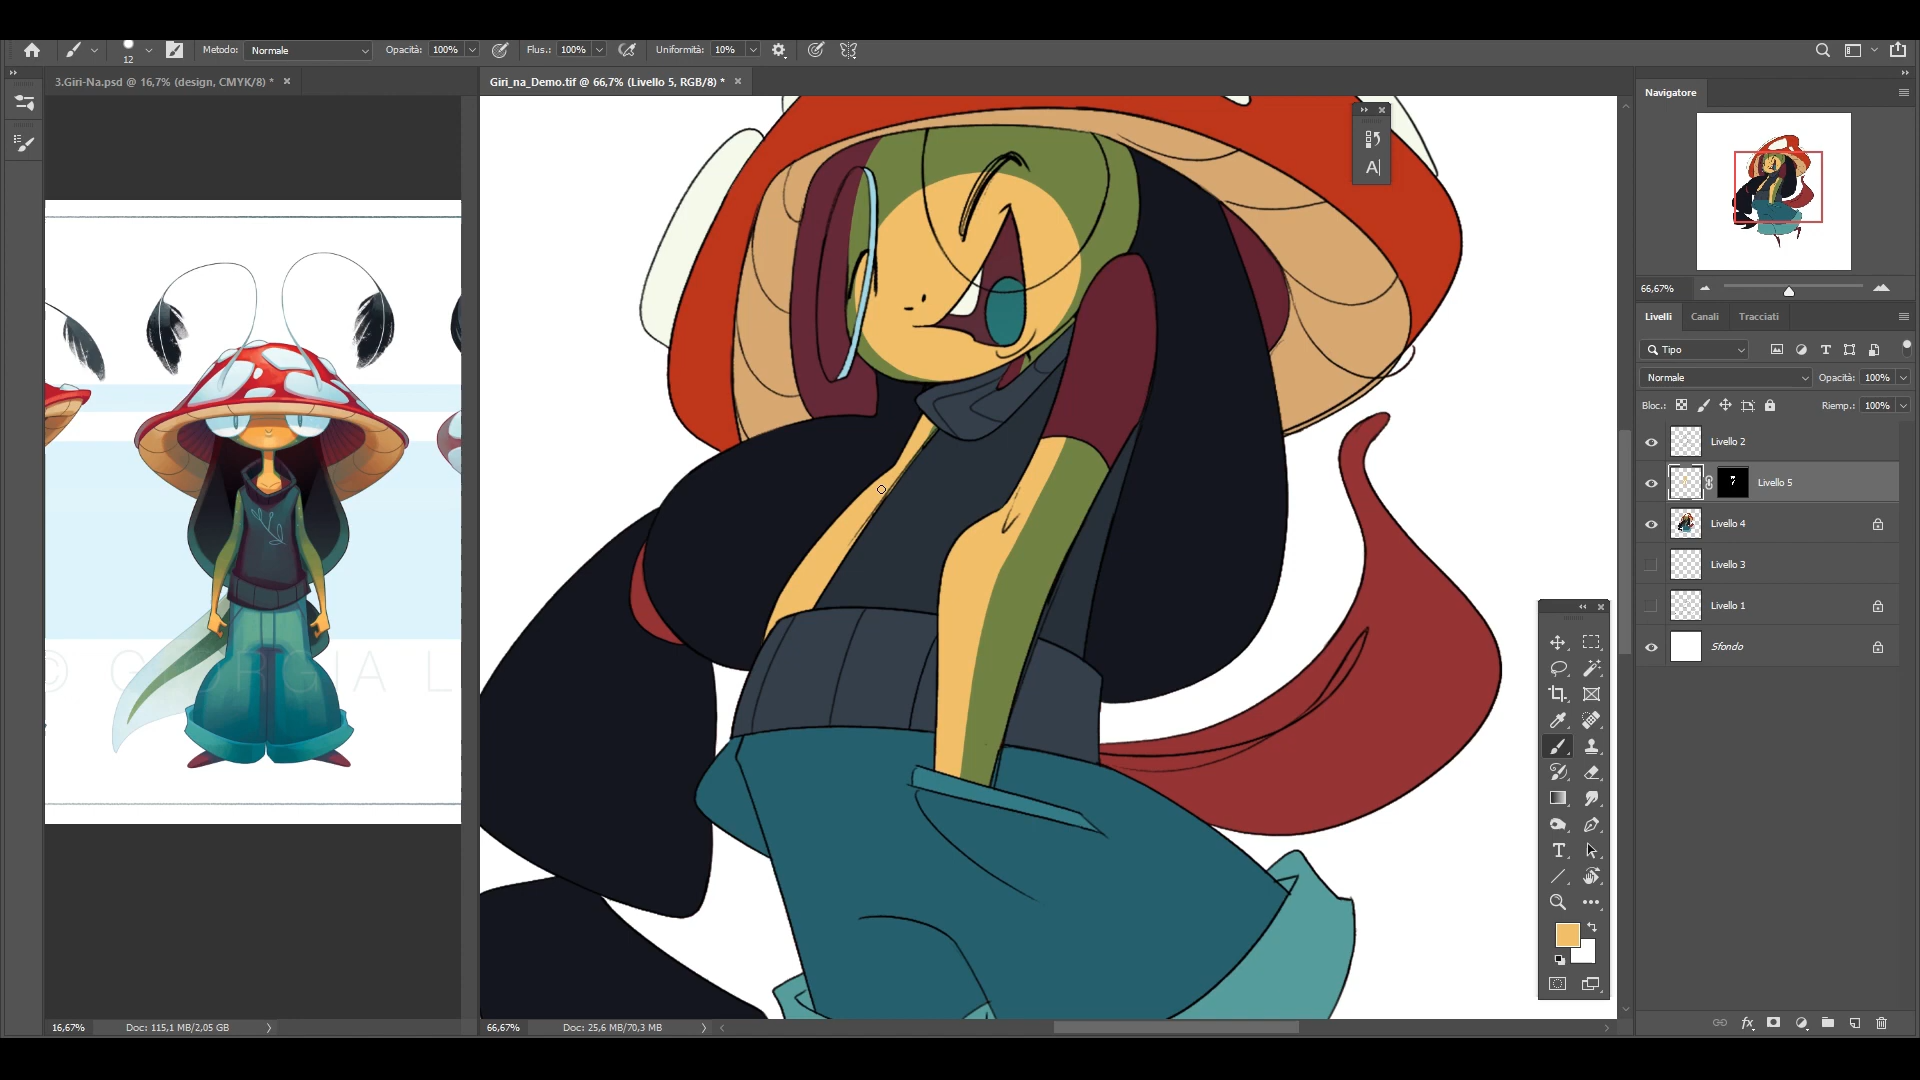 Metodo: Normale Opacità: 100% Flus.: 100% Uniformità: 10%
12
3.Giri-Na.psd @ 16,7% (design, CMYK/8) *
Giri_na_Demo.tif @ 66,7% (Livello 5, RGB/8) *
Navigatore
A
66,67%
Livelli Canali Tracciati
Tipo
Normale Opacità: 100%
Bloc.: Riemp.: 100%
Livello 2
Livello 5
Livello 4
Livello 3
Livello 1
Sfondo
© GIORGIA L
T
fx
16,67% Doc: 115,1 MB/2,05 GB
66,67% Doc: 25,6 MB/70,3 MB